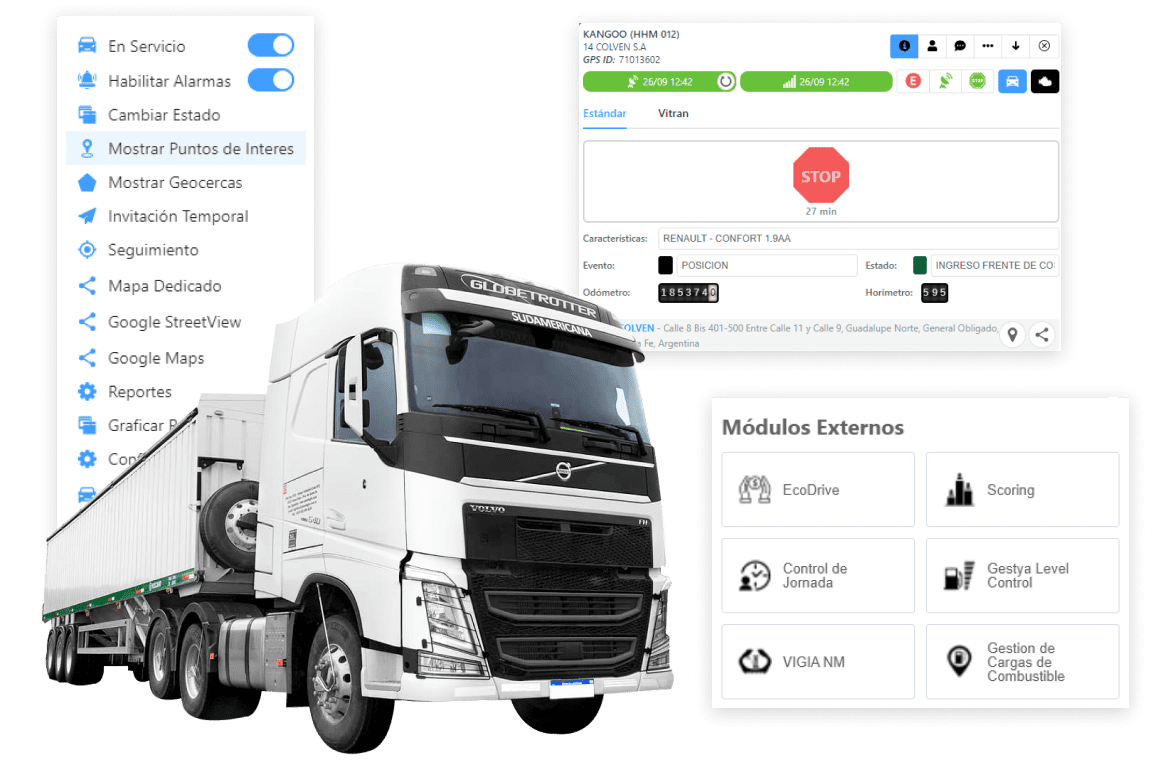 En Servicio
Habilitar Alarmas
Cambiar Estado
Mostrar Puntos de Interes
Mostrar Geocercas
Invitación Temporal
Seguimiento
Mapa Dedicado
Google StreetView
Google Maps
Reportes
Graficar
KANGOO (HHM 012)
14 COLVEN S.A
GPS ID: 71013602
26/09 12:42
26/09 12:42
E
STOP
Estándar
Vitran
STOP
27 min
Características:
RENAULT - CONFORT 1.9AA
Evento:
POSICION
Estado:
INGRESO FRENTE DE CO
Odómetro:
1853740
Horimetro:
595
COLVEN - Calle 8 Bis 401-500 Entre Calle 11 y Calle 9, Guadalupe Norte, General Obligado,
Fe, Argentina
GLOBETROTTER
SUDAMERICANA
VOLVO
FH
540
Módulos Externos
EcoDrive
Scoring
Control de
Jornada
Gestya Level
Control
VIGIA NM
Gestion de
Cargas de
Combustible